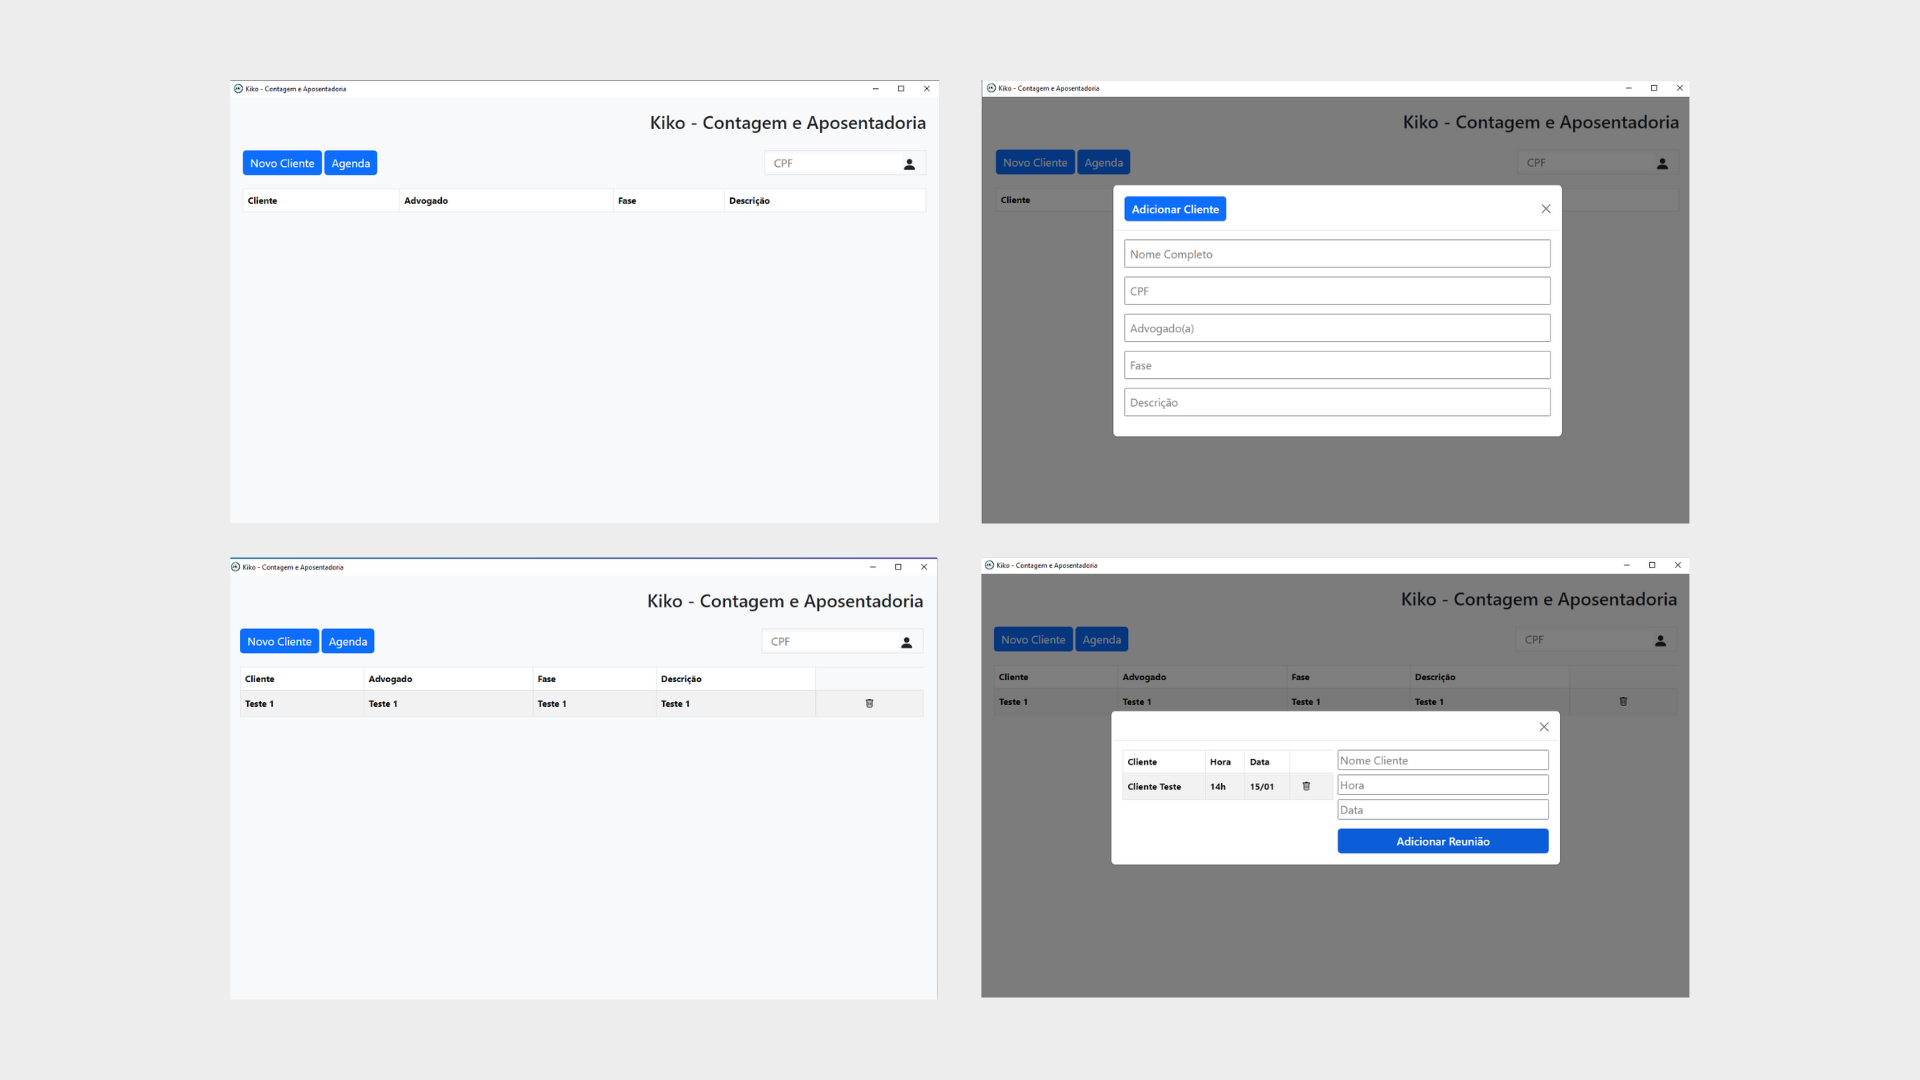 Kiko - Contagem e Aposentadoria
Kiko - Contagem e Aposentadoria
Novo Cliente Agenda CPF
Cliente Advogado Fase Descrição
Kiko - Contagem e Aposentadoria
Kiko - Contagem e Aposentadoria
Novo Cliente Agenda CPF
Cliente
Adicionar Cliente
Nome Completo
CPF
Advogado(a)
Fase
Descrição
Kiko - Contagem e Aposentadoria
Kiko - Contagem e Aposentadoria
Novo Cliente Agenda CPF
Cliente Advogado Fase Descrição
Teste 1 Teste 1 Teste 1 Teste 1
Kiko - Contagem e Aposentadoria
Kiko - Contagem e Aposentadoria
Novo Cliente Agenda CPF
Cliente Advogado Fase Descrição
Teste 1 Teste 1 Teste 1 Teste 1
Cliente Hora Data
Cliente Teste 14h 15/01
Nome Cliente
Hora
Data
Adicionar Reunião